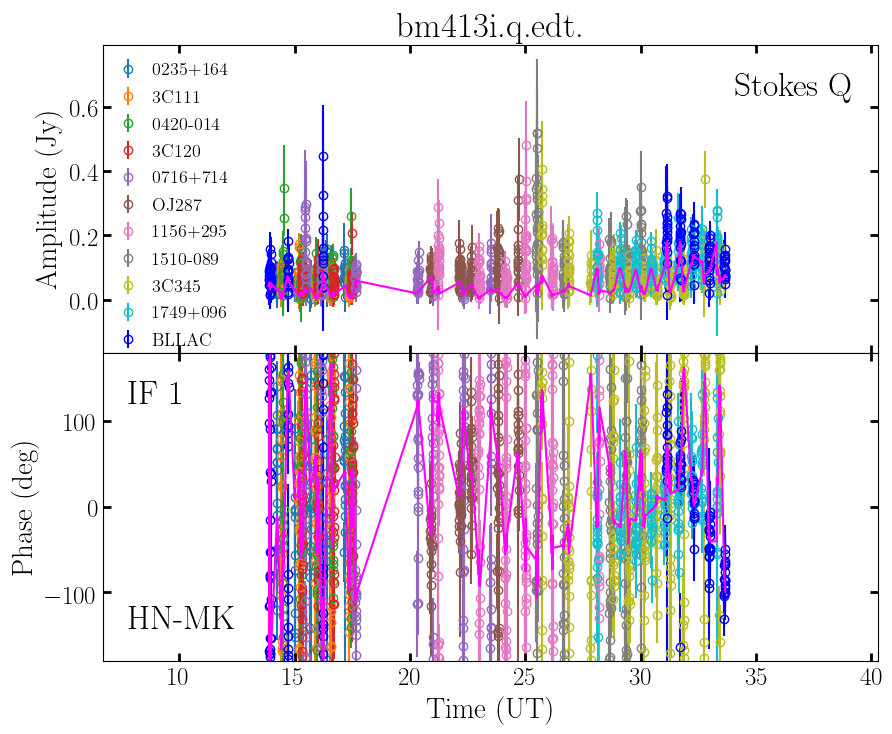 bm413i.q.edt.
Stokes Q
Amplitude (Jy)
0.6
0.4
0.2
0.0
0235+164
3C111
0420-014
3C120
0716+714
OJ287
1156+295
1510-089
3C345
1749+096
BLLAC
IF 1
HN-MK
Phase (deg)
100
0
−100
10 15 20 25 30 35 40
Time (UT)